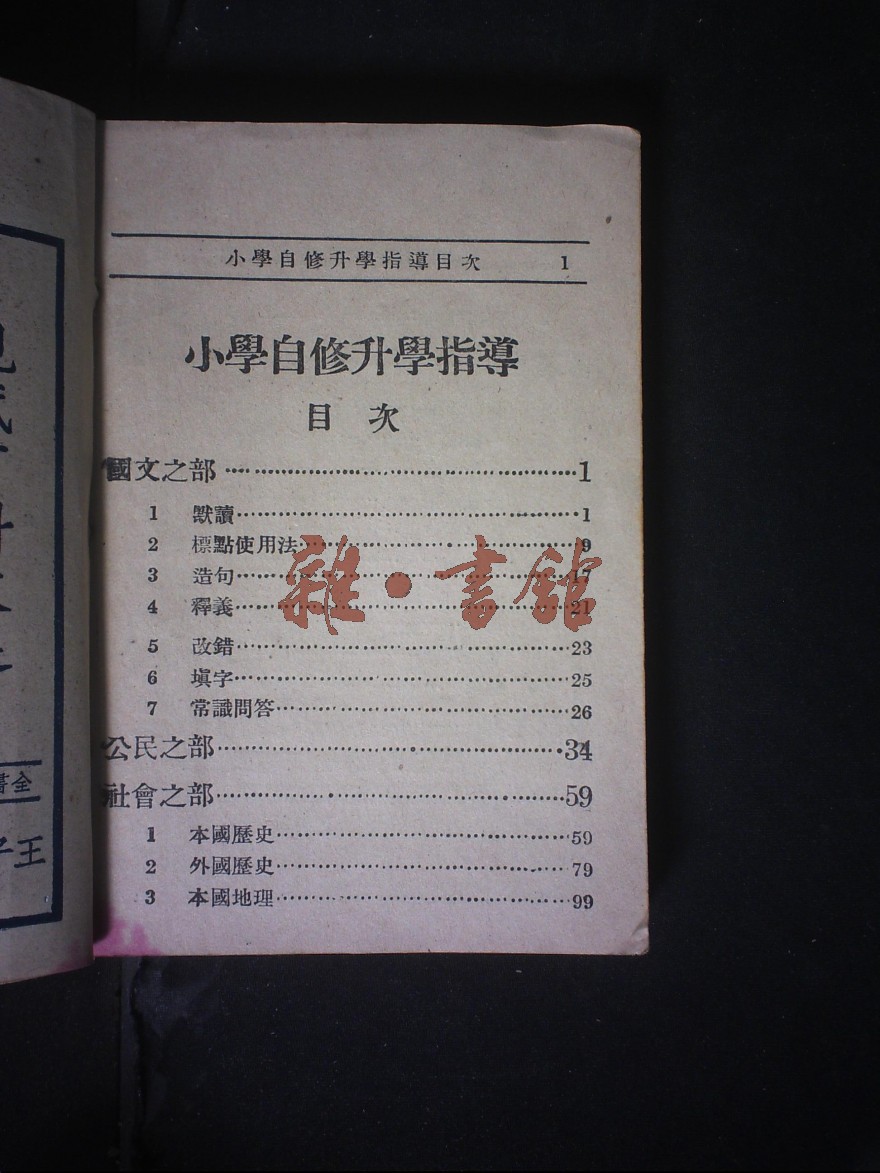 小學自修升學指導目次 1
小學自修升學指導
目次
國文之部……1
1 默讀……1
2 標點使用法……9
3 造句……17
4 釋義……21
5 改錯……23
6 填字……25
7 常識問答……26
公民之部……34
社會之部……59
1 本國歷史……59
2 外國歷史……79
3 本國地理……99
雜·書館